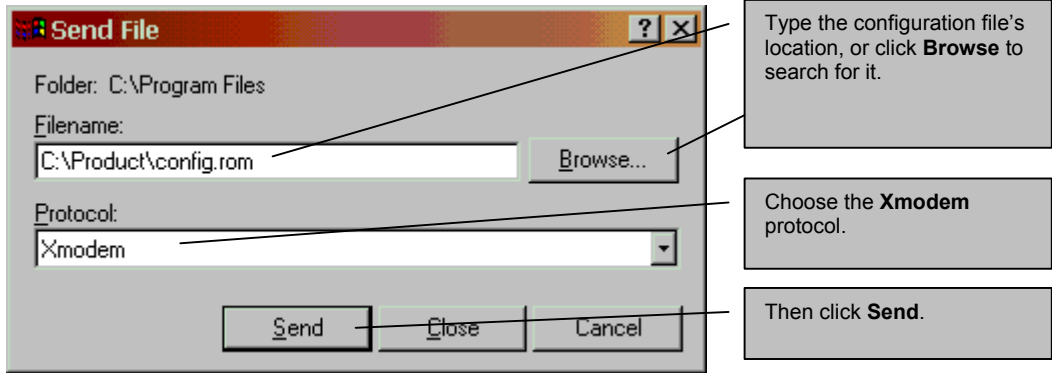 Send File
Folder: C:\Program Files
Filename:
C:\Product\config.rom
Browse...
Protocol:
Xmodem
Send
Close
Cancel
Type the configuration file's
location, or click Browse to
search for it.
Choose the Xmodem
protocol.
Then click Send.